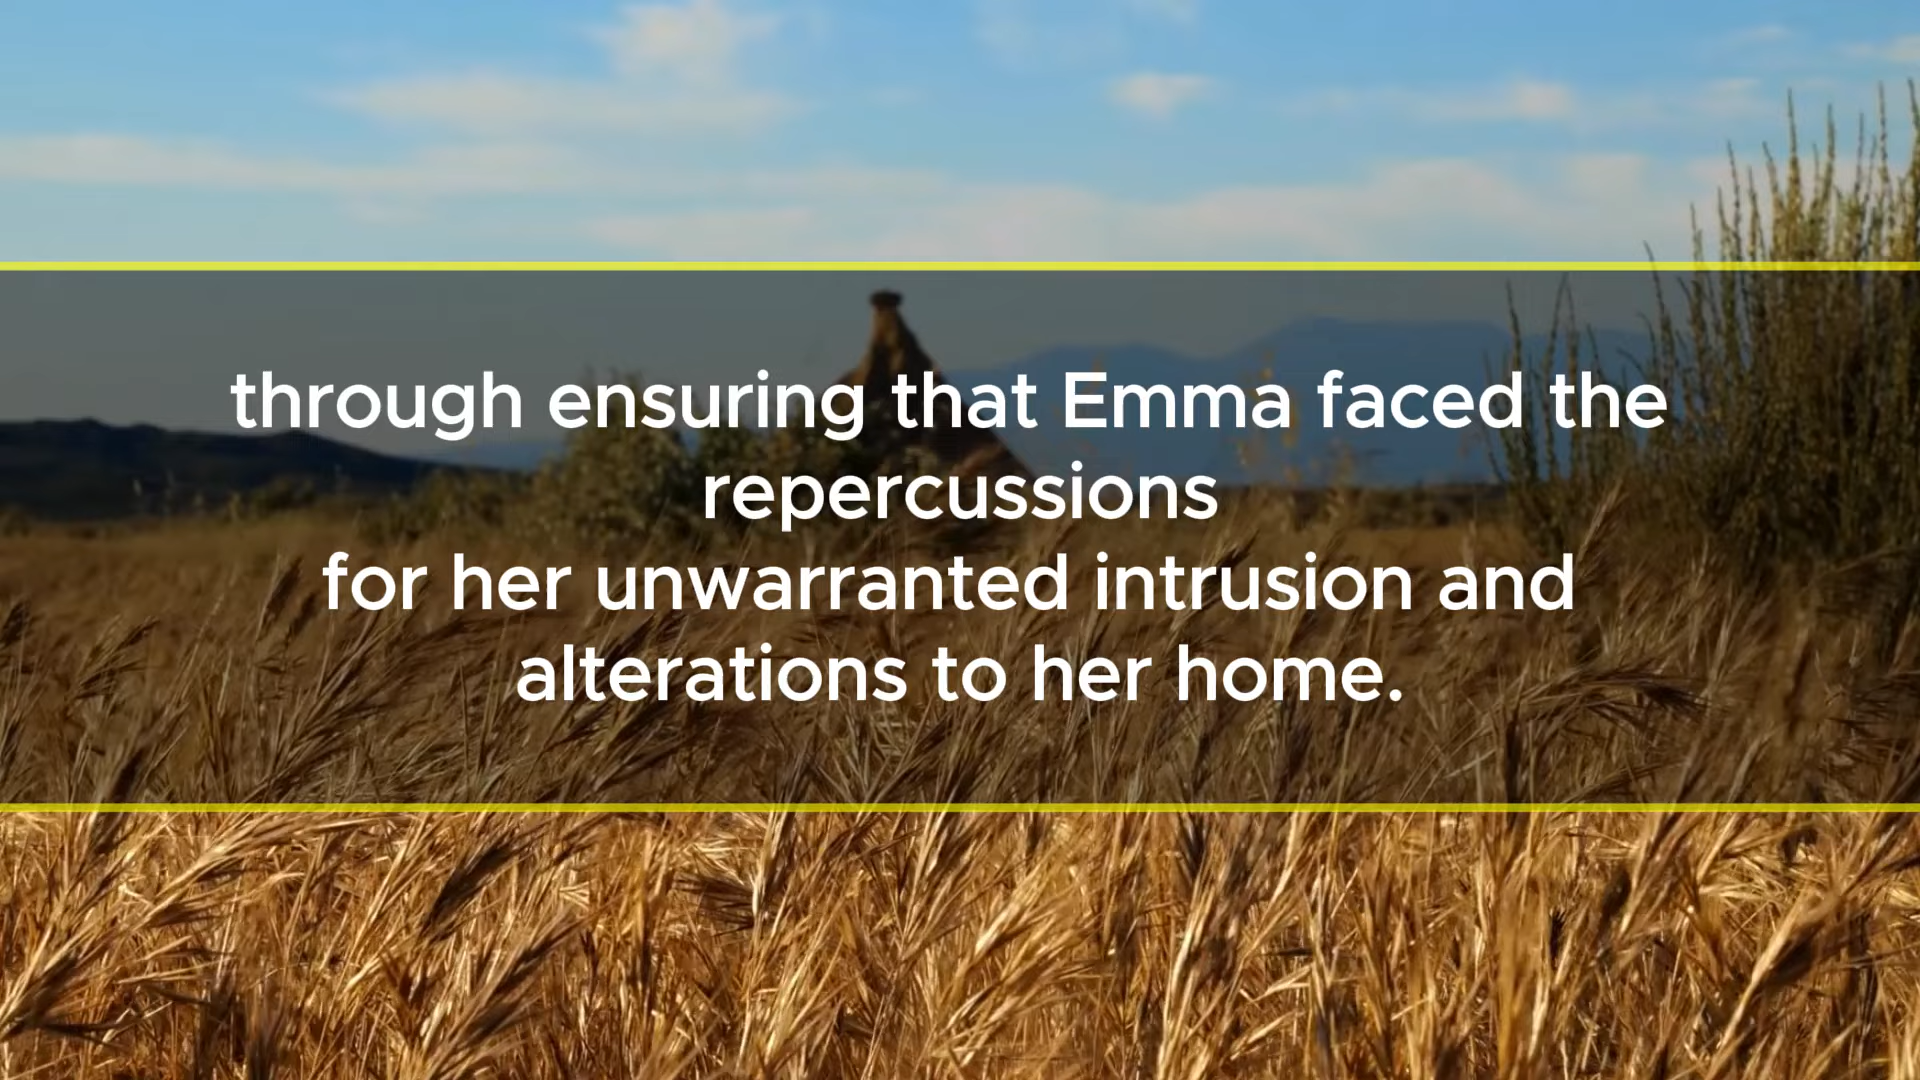 through ensuring that Emma faced the
repercussions
for her unwarranted intrusion and
alterations to her home.